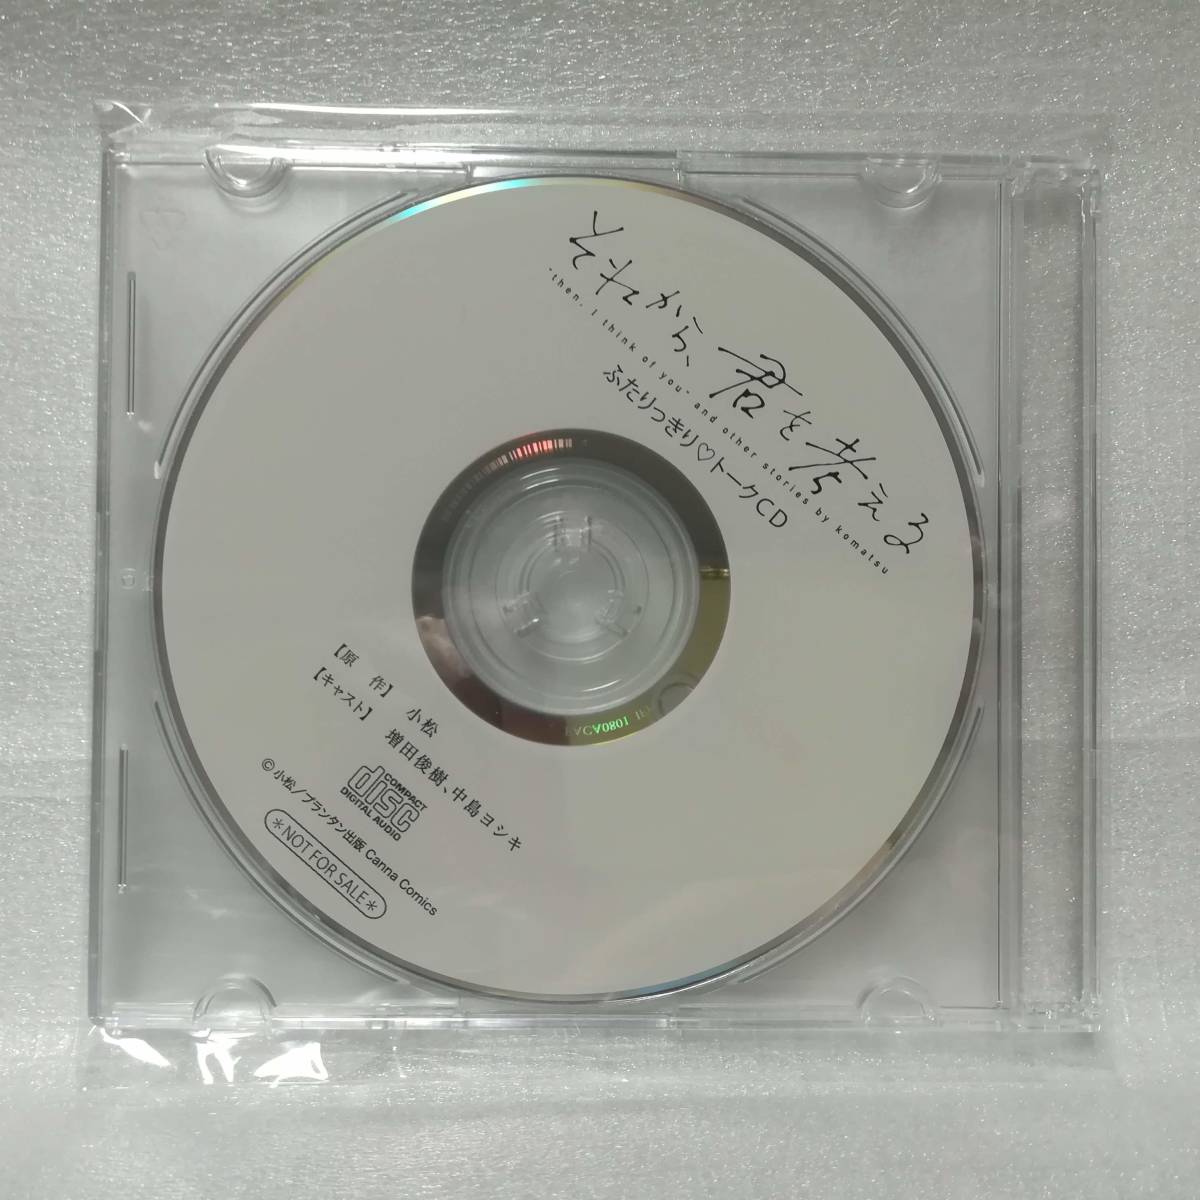 それから、君を考える
-then, I think of you- and other stories by komatsu
ふたりっきり♡トークCD
【原　作】　小松
【キャスト】　増田俊樹、中島ヨシキ
COMPACT
disc
DIGITAL AUDIO
©小松/プランタン出版 Canna Comics
＊NOT FOR SALE＊